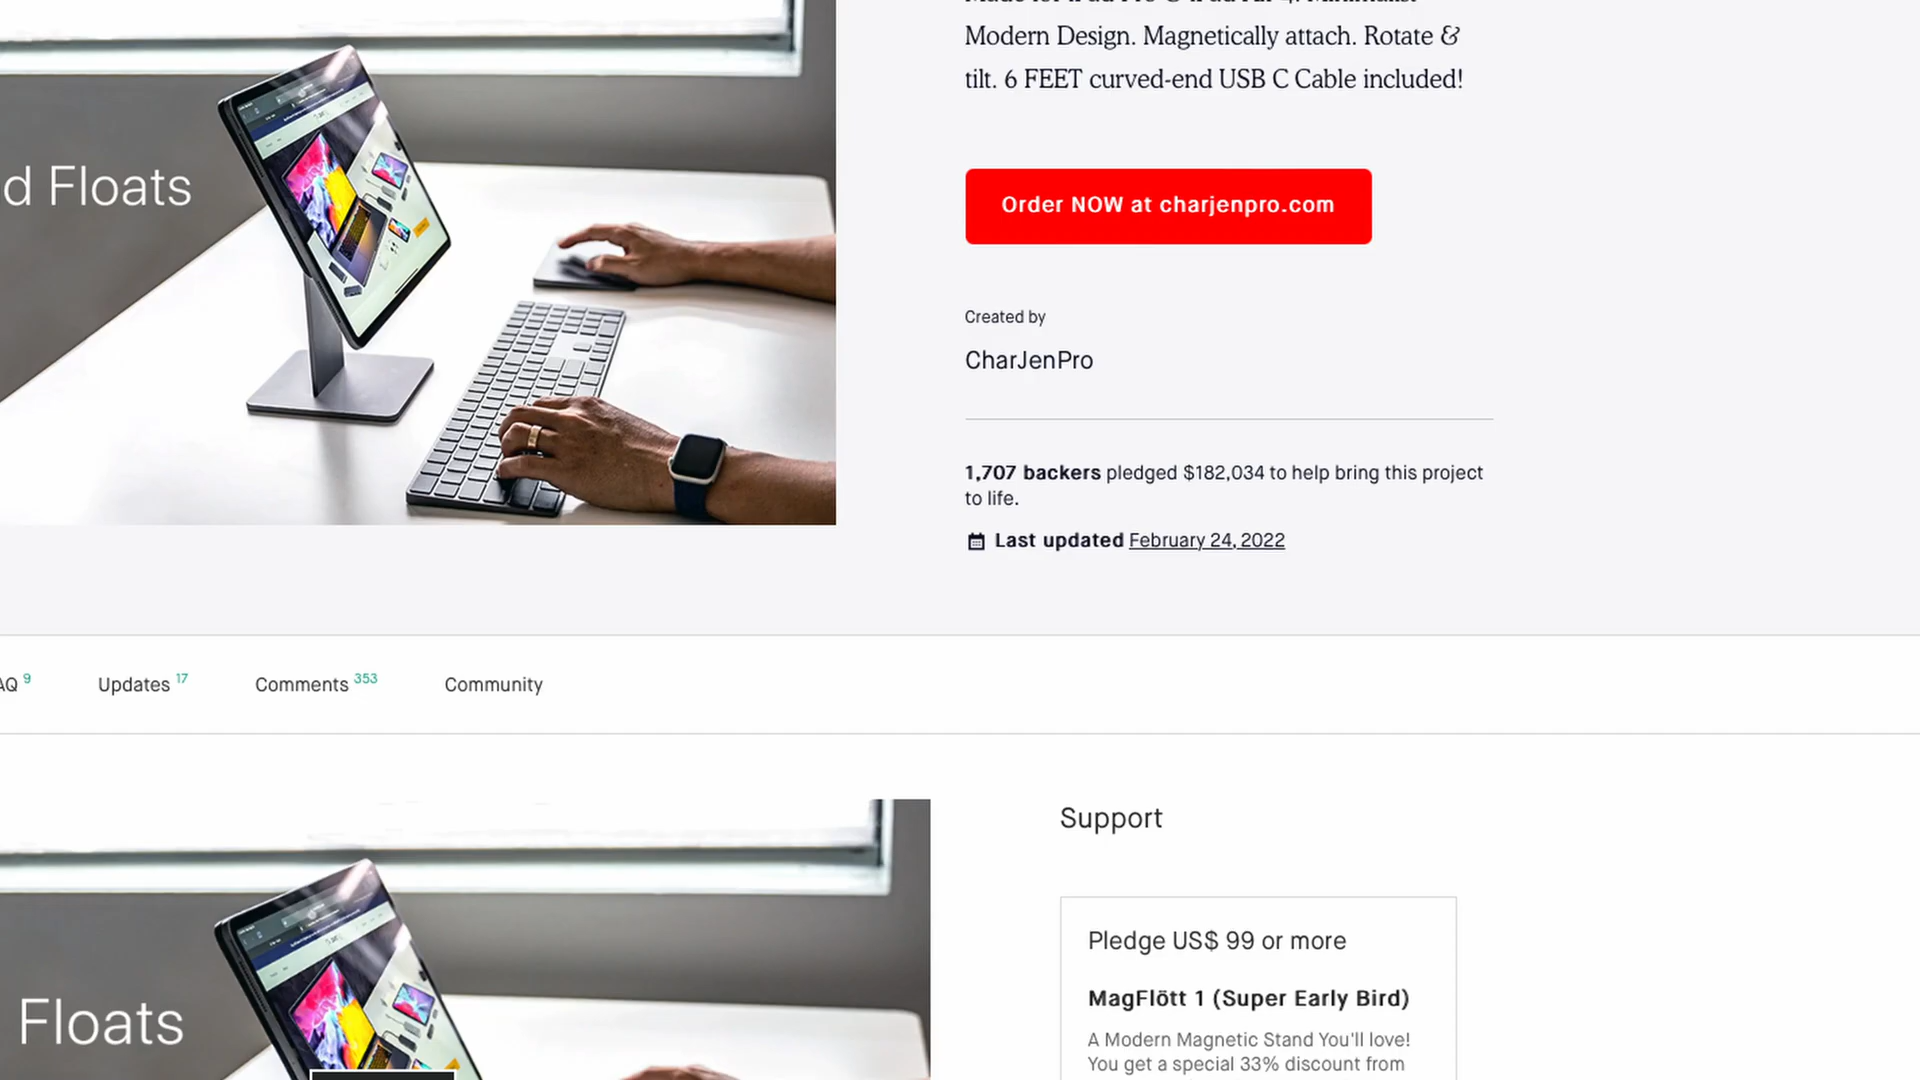 Modern Design. Magnetically attach. Rotate &
tilt. 6 FEET curved-end USB C Cable included!
d Floats
Order NOW at charjenpro.com
Created by
CharJenPro
1,707 backers pledged $182,034 to help bring this project
to life.
Last updated February 24, 2022
AQ 9 Updates 17 Comments 353 Community
Support
Pledge US$ 99 or more
MagFlött 1 (Super Early Bird)
Floats
A Modern Magnetic Stand You'll love!
You get a special 33% discount from